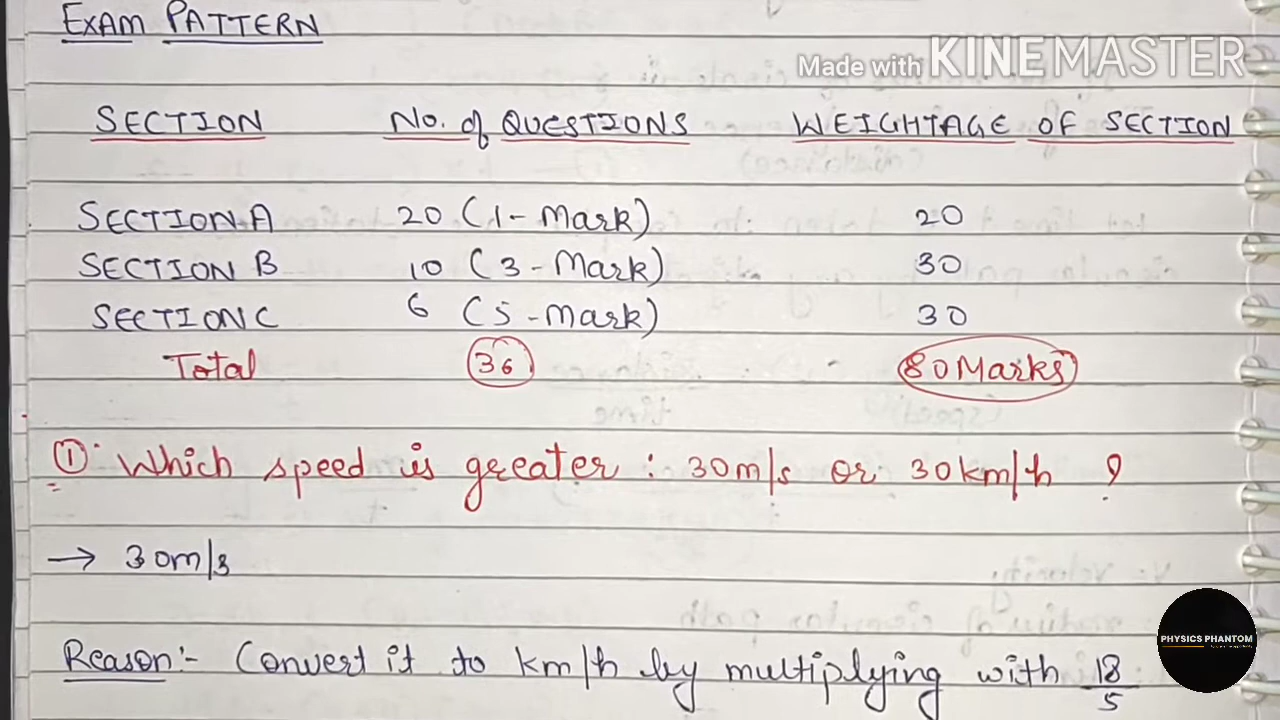 EXAM PATTERN
Made with KINEMASTER
SECTION No. of QUESTIONS WEIGHTAGE OF SECTION
SECTION A 20 (1-Mark) 20
SECTION B 10 (3-Mark) 30
SECTION C 6 (5-Mark) 30
Total 36 80 Marks
① Which speed is greater: 30m/s or 30km/h ?
→ 30m/s
PHYSICS PHANTOM
Reason:- Convert it to km/h by multiplying with 18/5